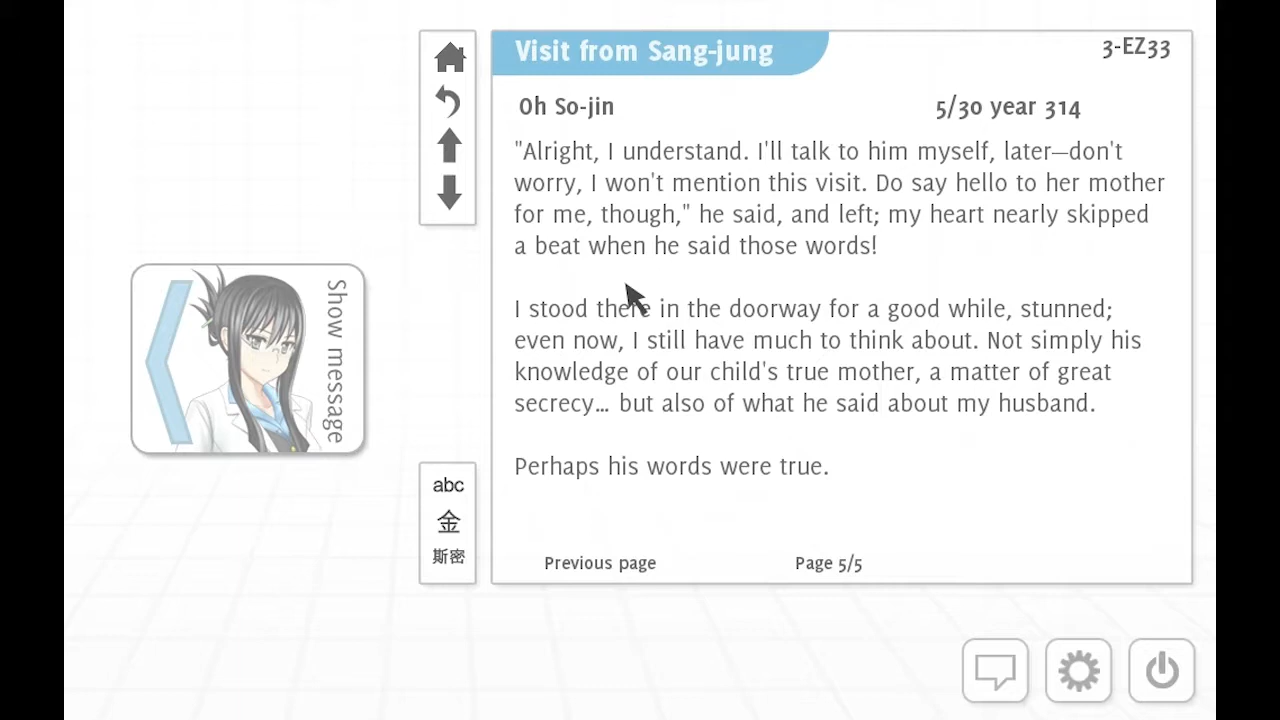 Visit from Sang-jung
3-EZ33
Oh So-jin
5/30 year 314
"Alright, I understand. I'll talk to him myself, later—don't
worry, I won't mention this visit. Do say hello to her mother
for me, though," he said, and left; my heart nearly skipped
a beat when he said those words!
I stood there in the doorway for a good while, stunned;
even now, I still have much to think about. Not simply his
knowledge of our child's true mother, a matter of great
secrecy… but also of what he said about my husband.
Perhaps his words were true.
Previous page
Page 5/5
Show message
abc
金
斯密